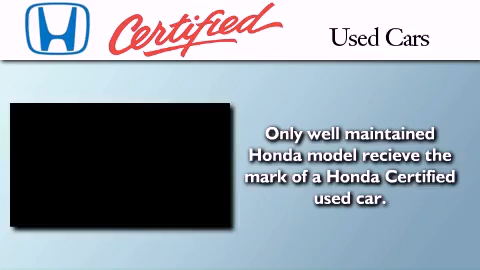 Certified
Used Cars
Only well maintained
Honda model recieve the
mark of a Honda Certified
used car.